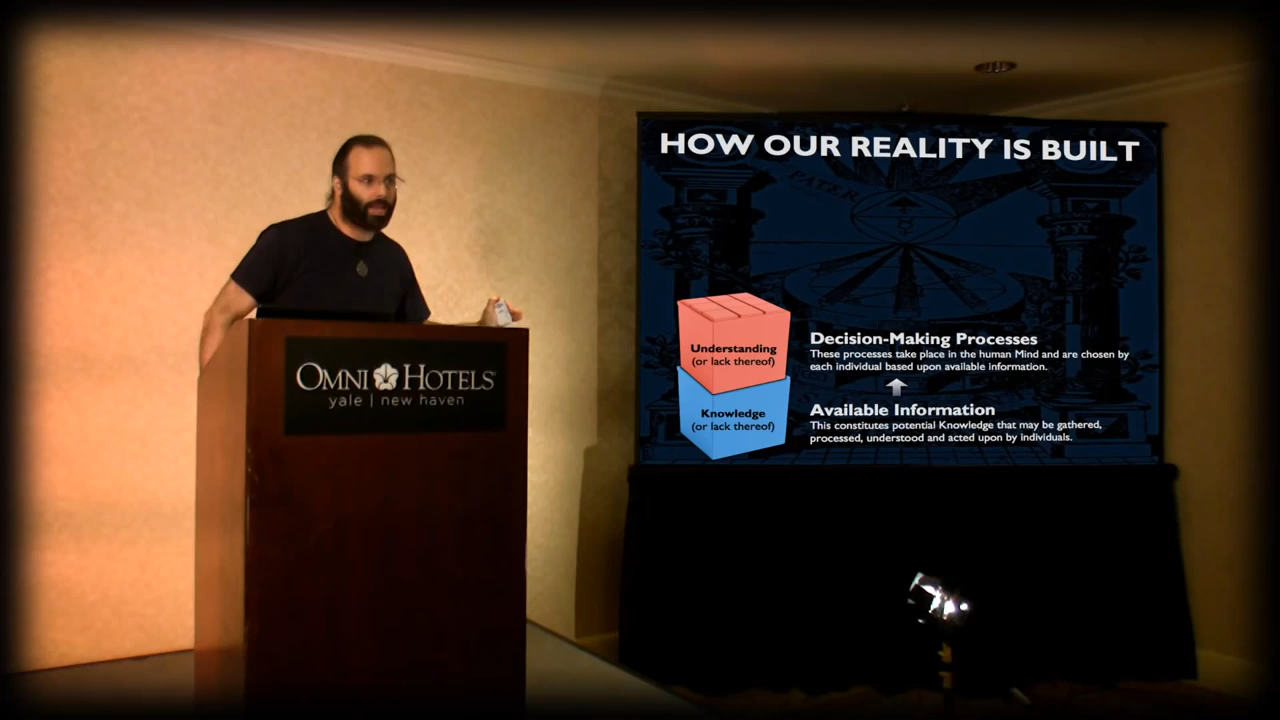 HOW OUR REALITY IS BUILT
PATER
Understanding
(or lack thereof)
Decision-Making Processes
These processes take place in the human Mind and are chosen by
each individual based upon available information.
Knowledge
(or lack thereof)
Available Information
This constitutes potential Knowledge that may be gathered,
processed, understood and acted upon by individuals.
OMNI HOTELS
yale | new haven